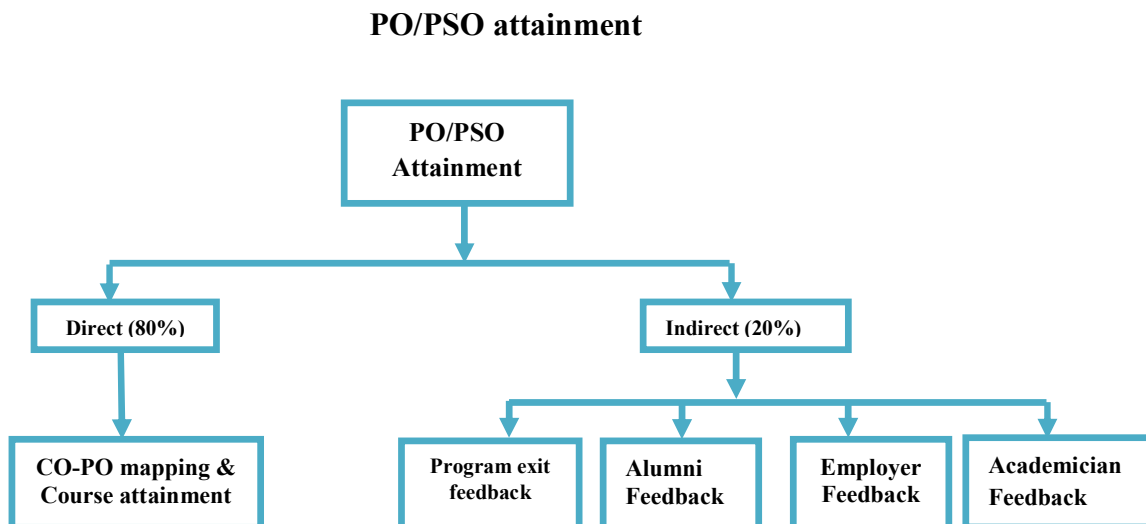 PO/PSO attainment
PO/PSO
Attainment
Direct (80%)
Indirect (20%)
CO-PO mapping &
Course attainment
Program exit
feedback
Alumni
Feedback
Employer
Feedback
Academician
Feedback